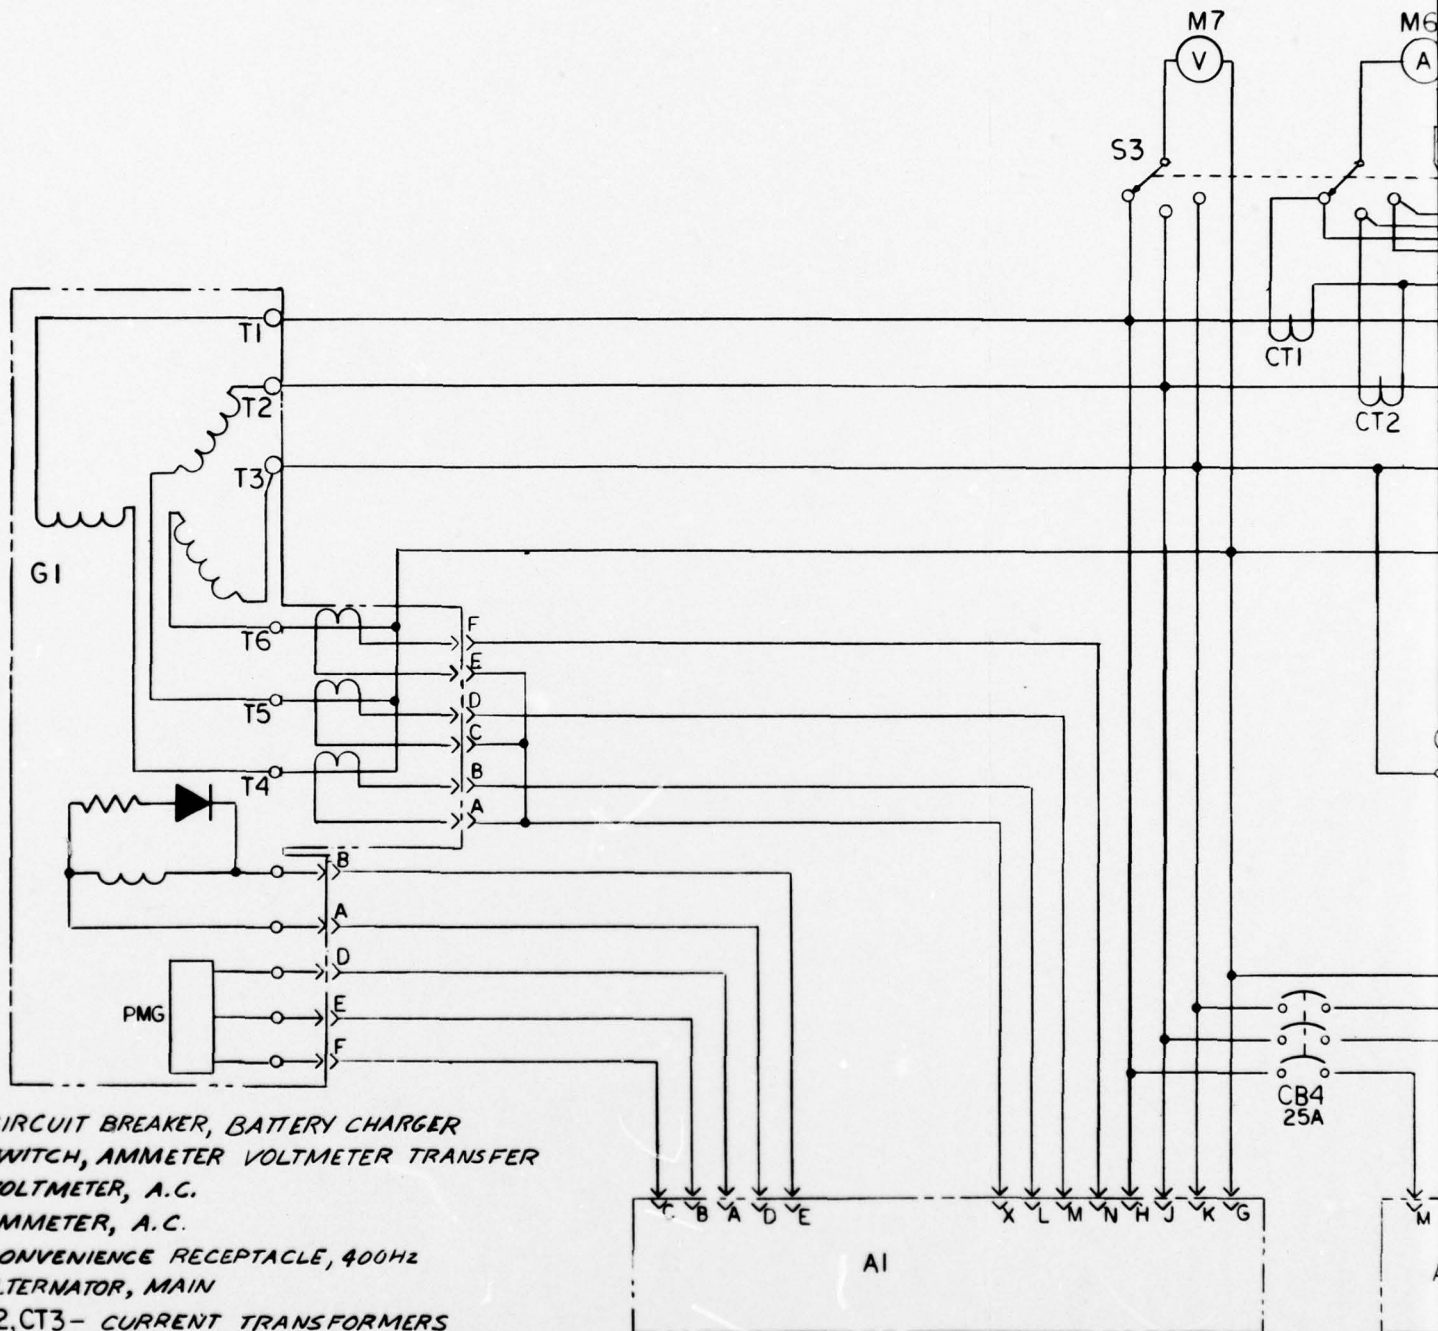 M7
M6
V
A
S3
T1
CT1
T2
CT2
T3
G1
F
T6
E
D
T5
C
B
T4
A
B
A
D
PMG
E
F
CB4
25A
IRCUIT BREAKER, BATTERY CHARGER
WITCH, AMMETER VOLTMETER TRANSFER
OLTMETER, A.C.
MMETER, A.C.
ONVENIENCE RECEPTACLE, 400Hz
LTERNATOR, MAIN
2, CT3- CURRENT TRANSFORMERS
C B A D E X L M N H J K G M
A1